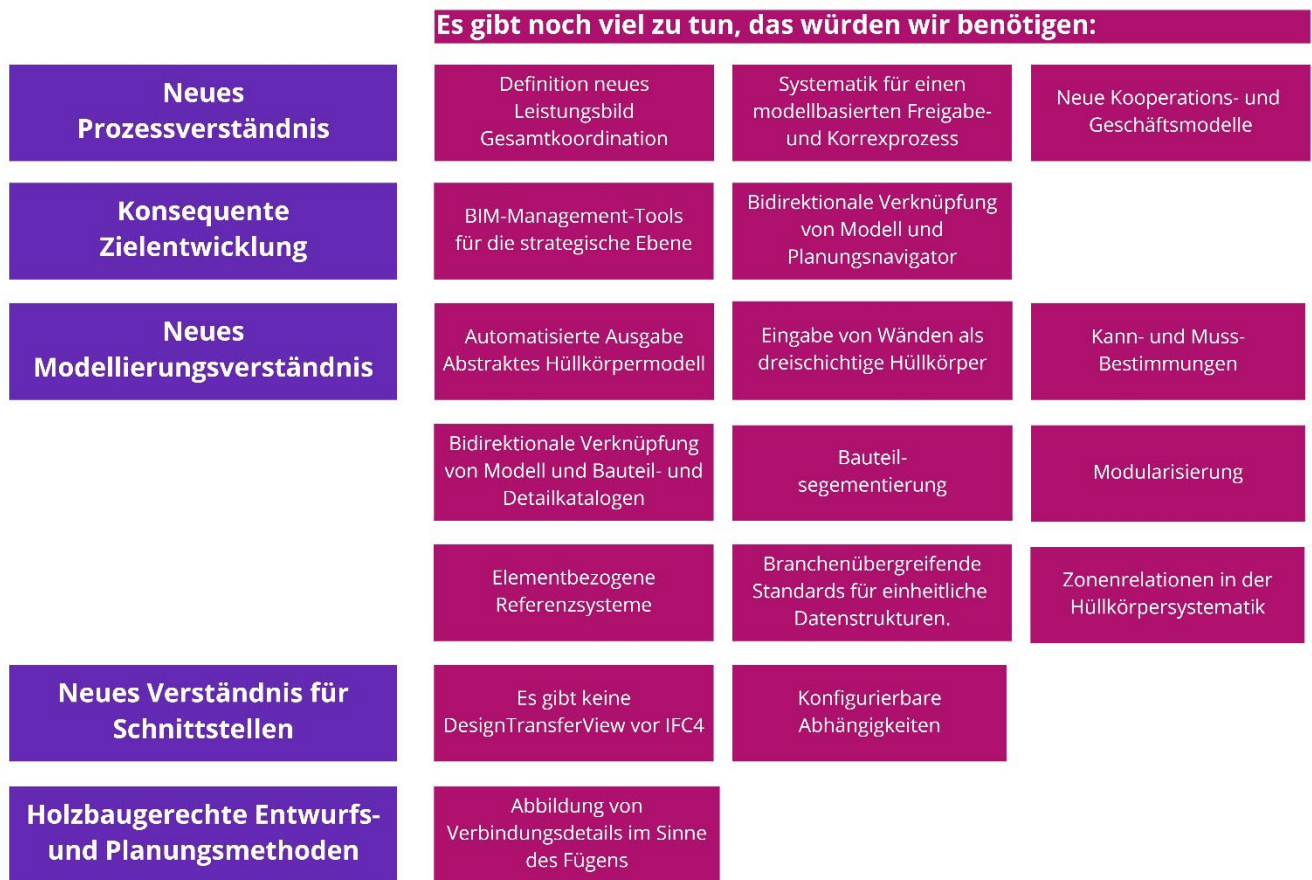 Es gibt noch viel zu tun, das würden wir benötigen:
Neues
Prozessverständnis
Definition neues
Leistungsbild
Gesamtkoordination
Systematik für einen
modellbasierten Freigabe-
und Korrexprozess
Neue Kooperations- und
Geschäftsmodelle
Konsequente
Zielentwicklung
BIM-Management-Tools
für die strategische Ebene
Bidirektionale Verknüpfung
von Modell und
Planungsnavigator
Neues
Modellierungsverständnis
Automatisierte Ausgabe
Abstraktes Hüllkörpermodell
Eingabe von Wänden als
dreischichtige Hüllkörper
Kann- und Muss-
Bestimmungen
Bidirektionale Verknüpfung
von Modell und Bauteil- und
Detailkatalogen
Bauteil-
segementierung
Modularisierung
Elementbezogene
Referenzsysteme
Branchenübergreifende
Standards für einheitliche
Datenstrukturen.
Zonenrelationen in der
Hüllkörpersystematik
Neues Verständnis für
Schnittstellen
Es gibt keine
DesignTransferView vor IFC4
Konfigurierbare
Abhängigkeiten
Holzbaugerechte Entwurfs-
und Planungsmethoden
Abbildung von
Verbindungsdetails im Sinne
des Fügens